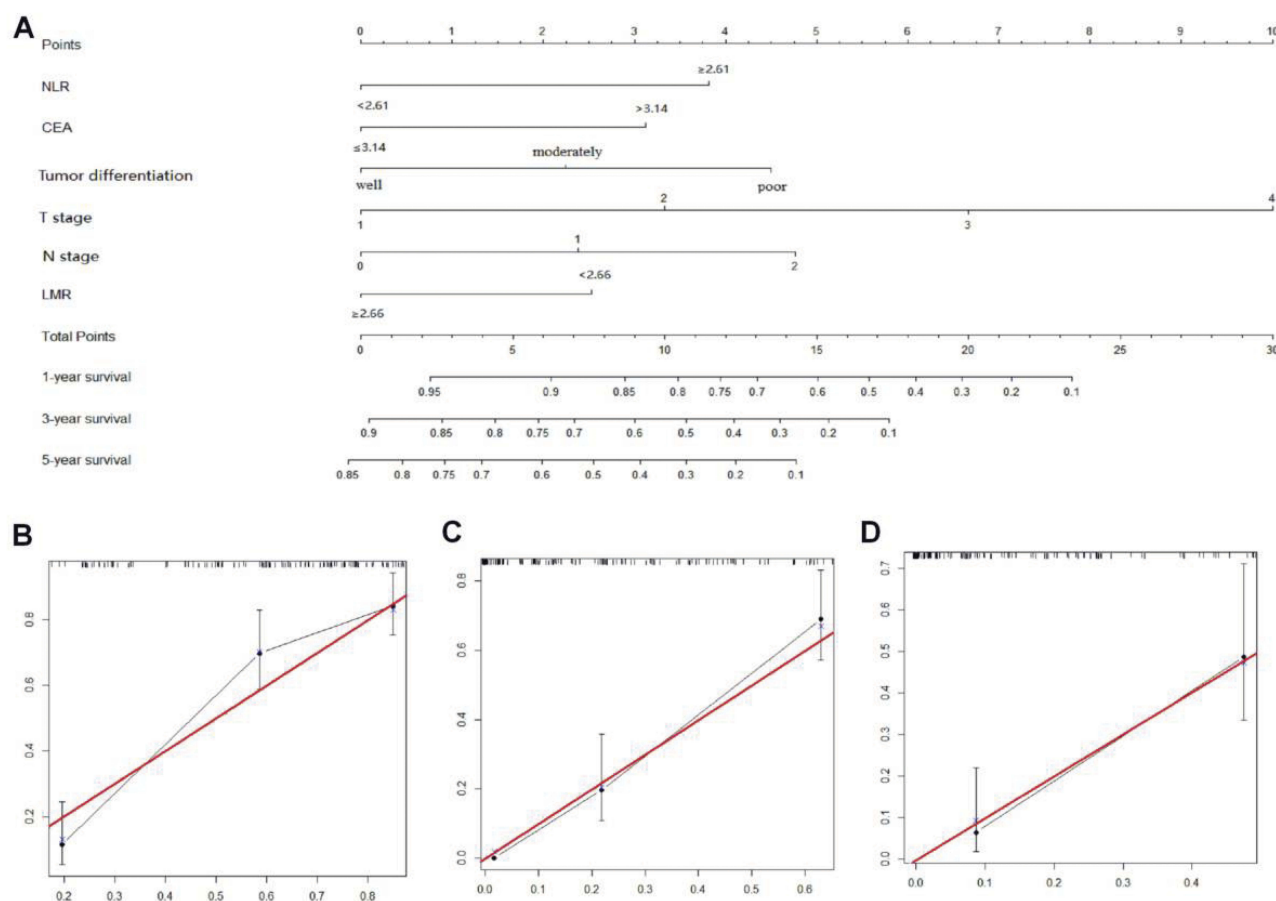 A
Points 0 1 2 3 4 5 6 7 8 9 10
≥2.61
NLR
<2.61 >3.14
CEA
≤3.14 moderately
Tumor differentiation
well poor
2 4
T stage
1 3
1
N stage
0 2
<2.66
LMR
≥2.66
Total Points
0 5 10 15 20 25 30
1-year survival
0.95 0.9 0.85 0.8 0.75 0.7 0.6 0.5 0.4 0.3 0.2 0.1
3-year survival
0.9 0.85 0.8 0.75 0.7 0.6 0.5 0.4 0.3 0.2 0.1
5-year survival
0.85 0.8 0.75 0.7 0.6 0.5 0.4 0.3 0.2 0.1
B
0.8
0.6
0.4
0.2
0.2 0.3 0.4 0.5 0.6 0.7 0.8
C
0.8
0.6
0.4
0.2
0.0
0.0 0.1 0.2 0.3 0.4 0.5 0.6
D
0.7
0.6
0.5
0.4
0.3
0.2
0.1
0.0
0.0 0.1 0.2 0.3 0.4